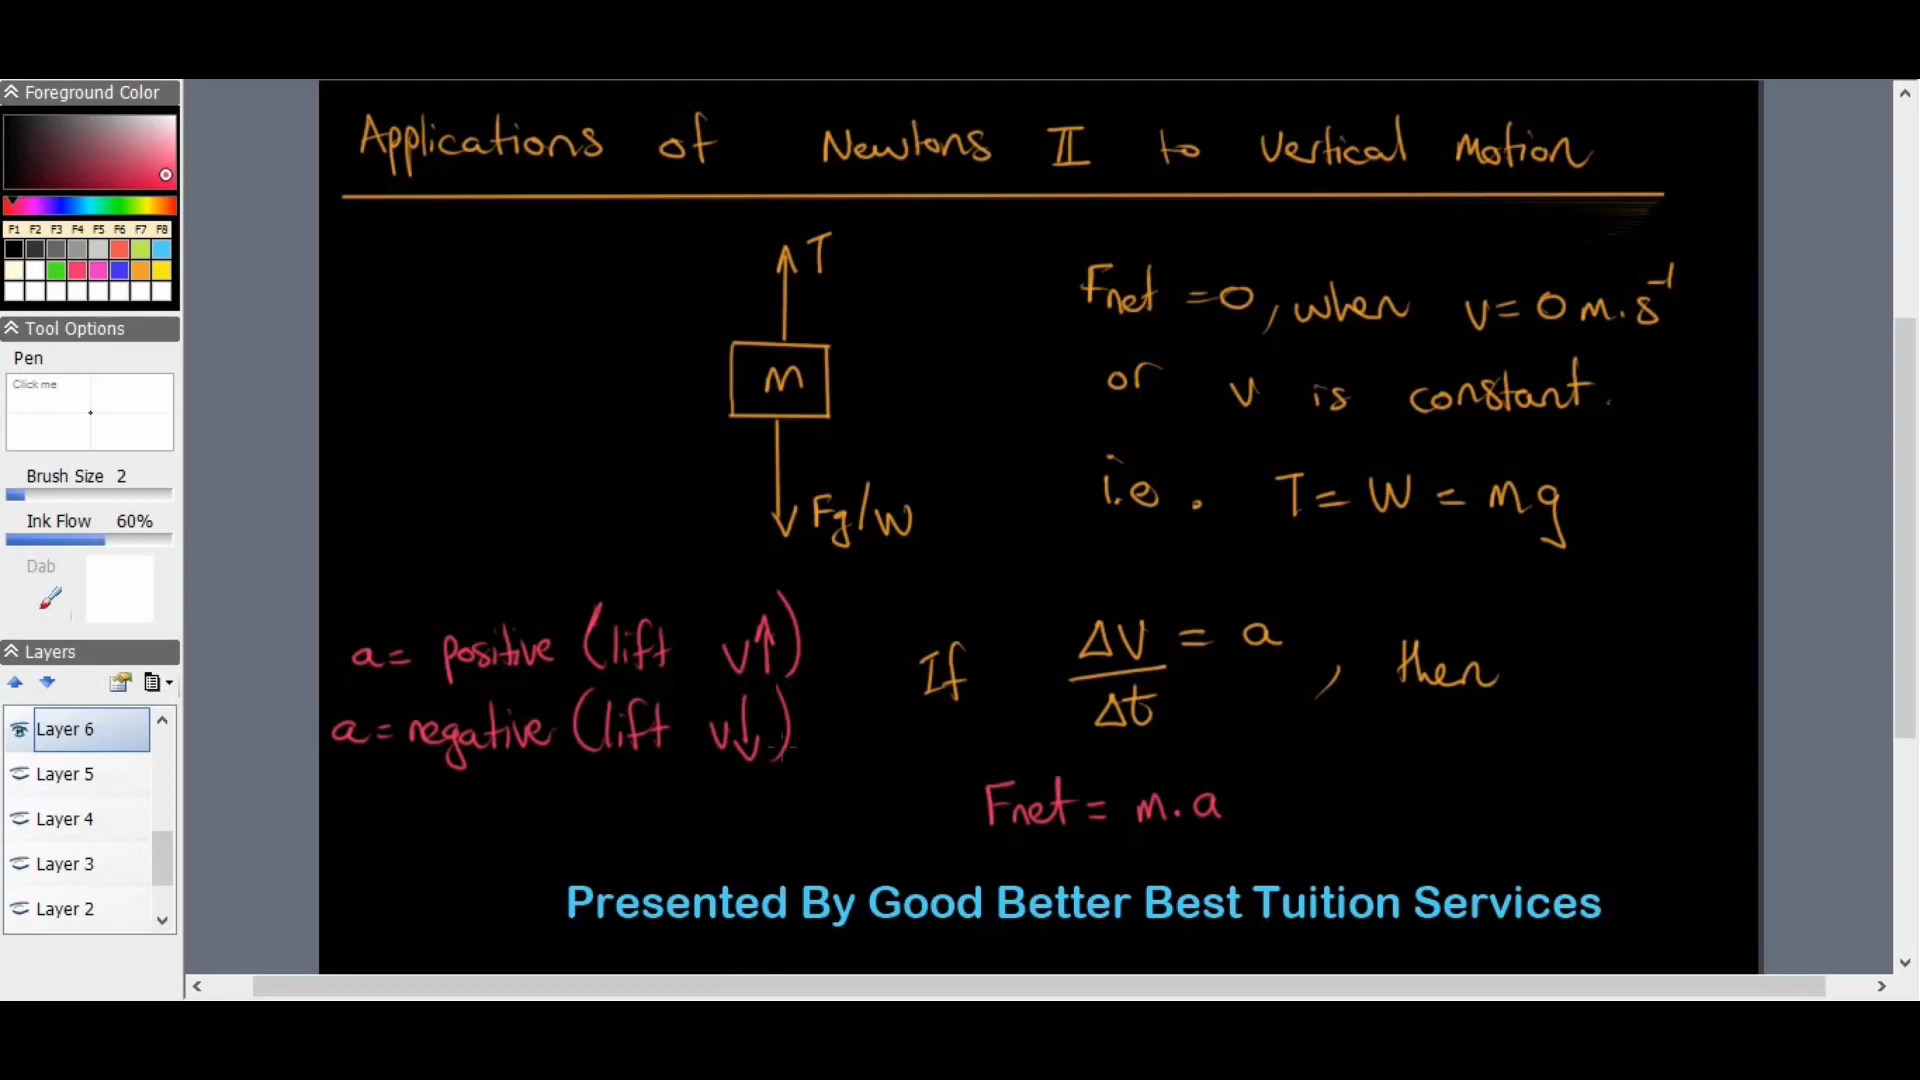 Foreground Color
F1 F2 F3 F4 F5 F6 F7 F8
Tool Options
Pen
Click me
Brush Size 2
Ink Flow 60%
Dab
Layers
Layer 6
Layer 5
Layer 4
Layer 3
Layer 2
Applications of Newtons II to vertical motion
T
m
Fg/W
Fnet = 0, when v = 0 m.s⁻¹
or v is constant.
i.e. T = W = mg
a = positive (lift v↑)
a = negative (lift v↓)
If ΔV/Δt = a, then
Fnet = m.a
Presented By Good Better Best Tuition Services